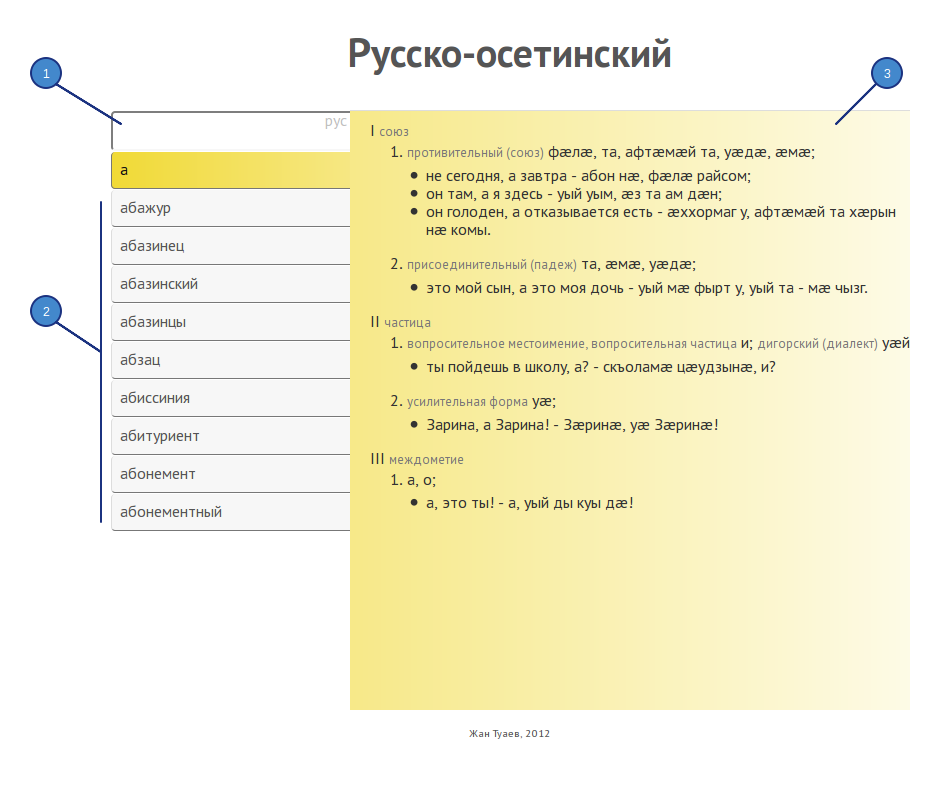 Русско-осетинский
1
3
рус
а
абажур
2
абазинец
абазинский
абазинцы
абзац
абиссиния
абитуриент
абонемент
абонементный
I союз
1. противительный (союз) фæлæ, та, афтæмæй та, уæдæ, æмæ;
• не сегодня, а завтра - абон нæ, фæлæ райсом;
• он там, а я здесь - уый уым, æз та ам дæн;
• он голоден, а отказывается есть - æххормаг у, афтæмæй та хæрын
нæ комы.
2. присоединительный (падеж) та, æмæ, уæдæ;
• это мой сын, а это моя дочь - уый мæ фырт у, уый та - мæ чызг.
II частица
1. вопросительное местоимение, вопросительная частица и; дигорский (диалект) уæй
• ты пойдешь в школу, а? - скъоламæ цæудзынæ, и?
2. усилительная форма уæ;
• Зарина, а Зарина! - Зæринæ, уæ Зæринæ!
III междометие
1. а, о;
• а, это ты! - а, уый ды куы дæ!
Жан Туаев, 2012